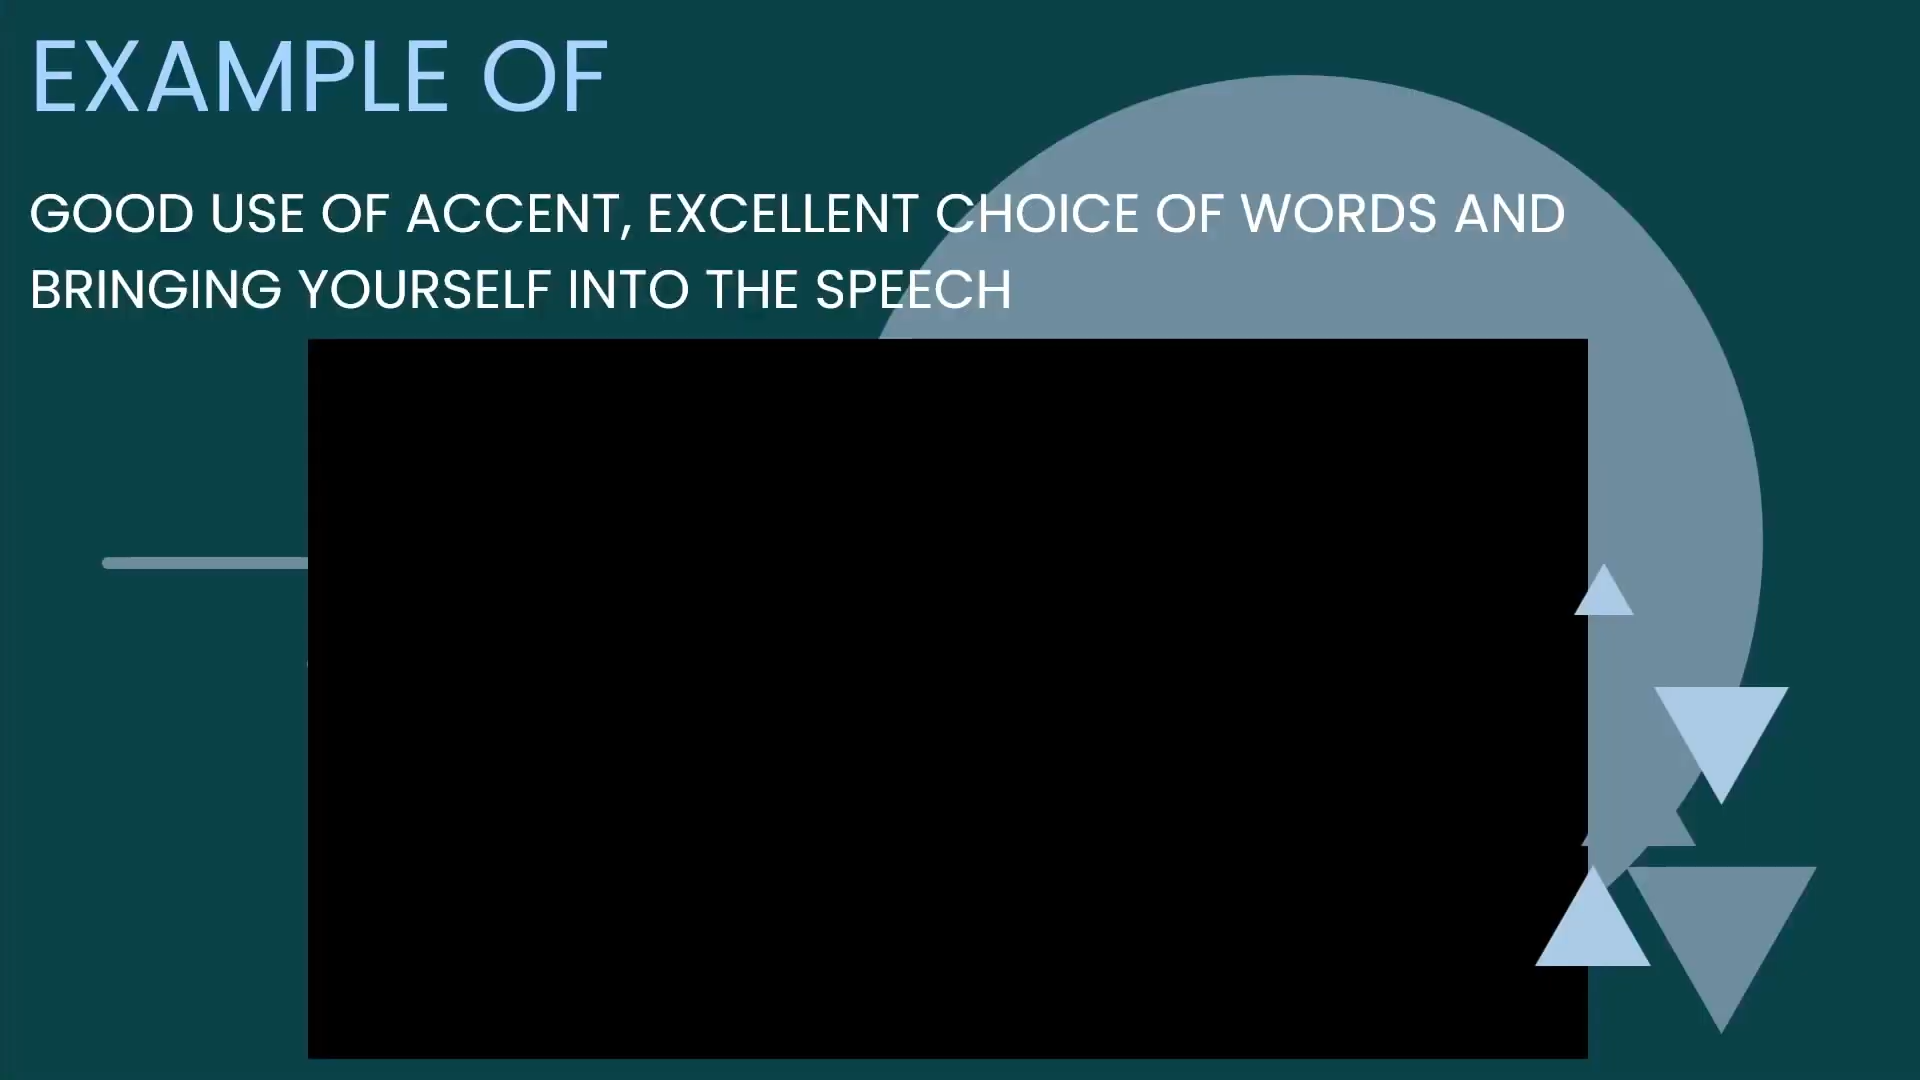 EXAMPLE OF
GOOD USE OF ACCENT, EXCELLENT CHOICE OF WORDS AND
BRINGING YOURSELF INTO THE SPEECH